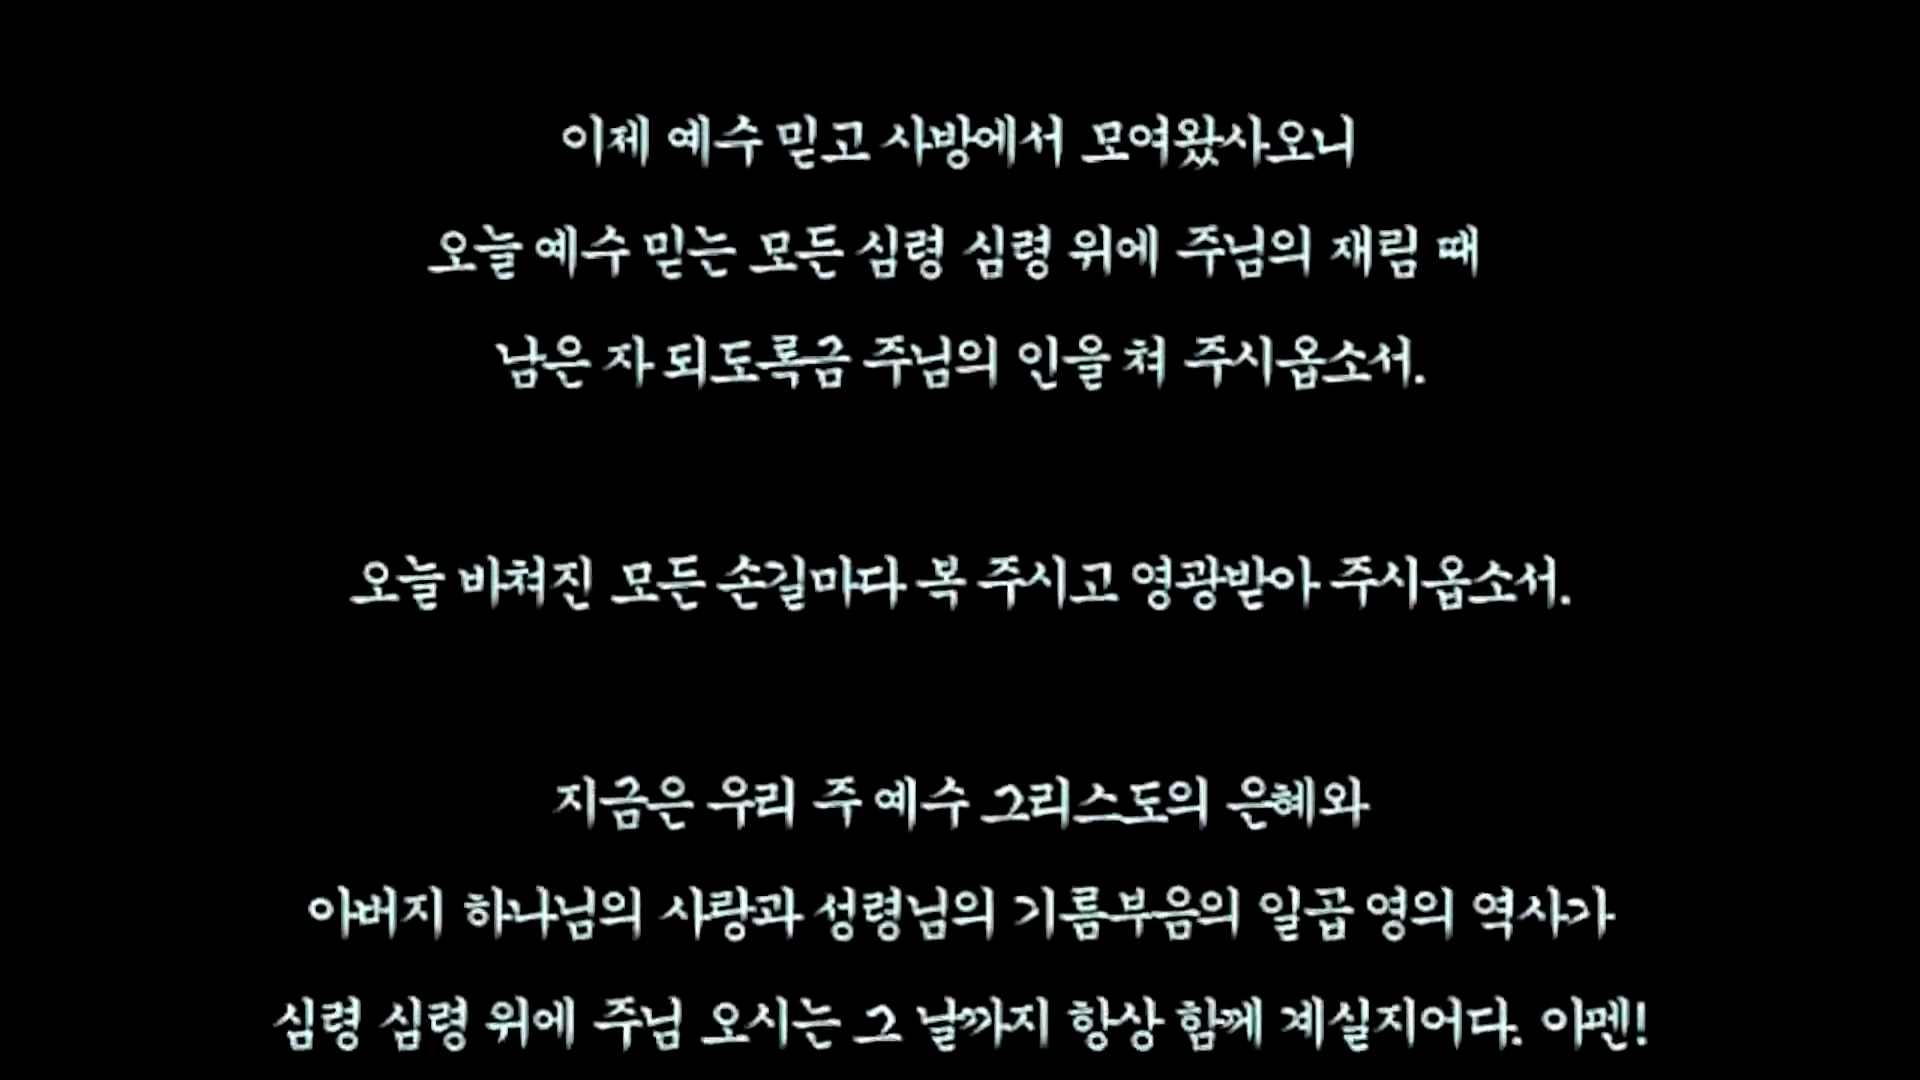 이제 예수 믿고 사방에서 모여왔사오니
오늘 예수 믿는 모든 심령 심령 위에 주님의 재림 때
남은 자 되도록금 주님의 인을 쳐 주시옵소서.
오늘 바쳐진 모든 손길마다 복 주시고 영광받아 주시옵소서.
지금은 우리 주 예수 그리스도의 은혜와
아버지 하나님의 사랑과 성령님의 기름부음의 일곱 영의 역사가
심령 심령 위에 주님 오시는 그 날까지 항상 함께 계실지어다. 아멘!